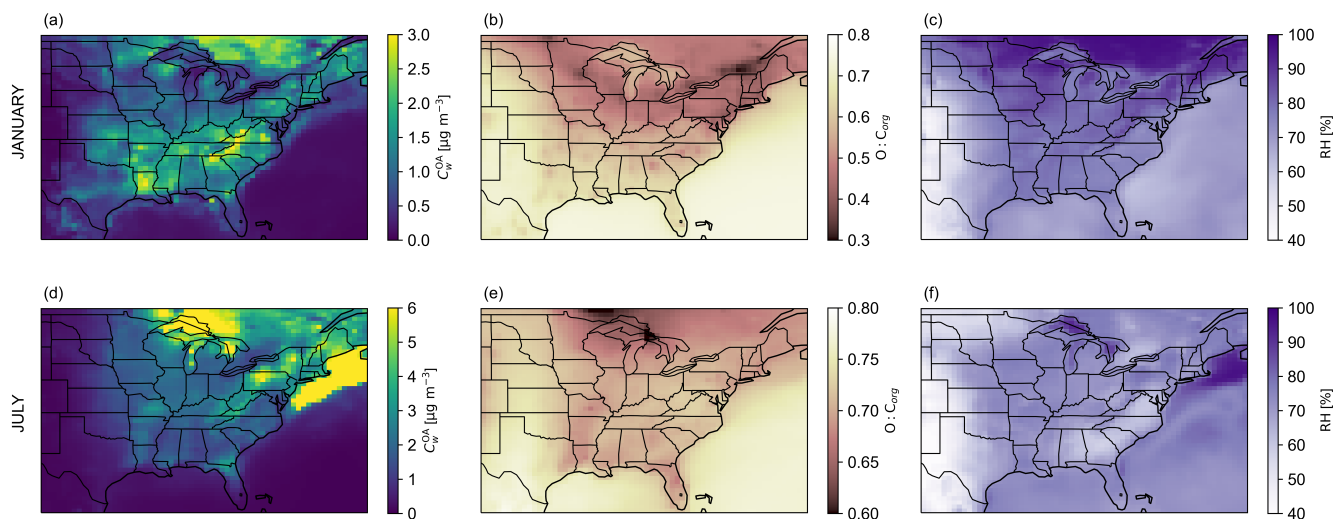 (a)
(b)
(c)
JANUARY
3.0
2.5
2.0
1.5
1.0
0.5
0.0
C_w^OA [µg m⁻³]
0.8
0.7
0.6
0.5
0.4
0.3
O : C_org
100
90
80
70
60
50
40
RH [%]
(d)
(e)
(f)
JULY
6
5
4
3
2
1
0
C_w^OA [µg m⁻³]
0.80
0.75
0.70
0.65
0.60
O : C_org
100
90
80
70
60
50
40
RH [%]